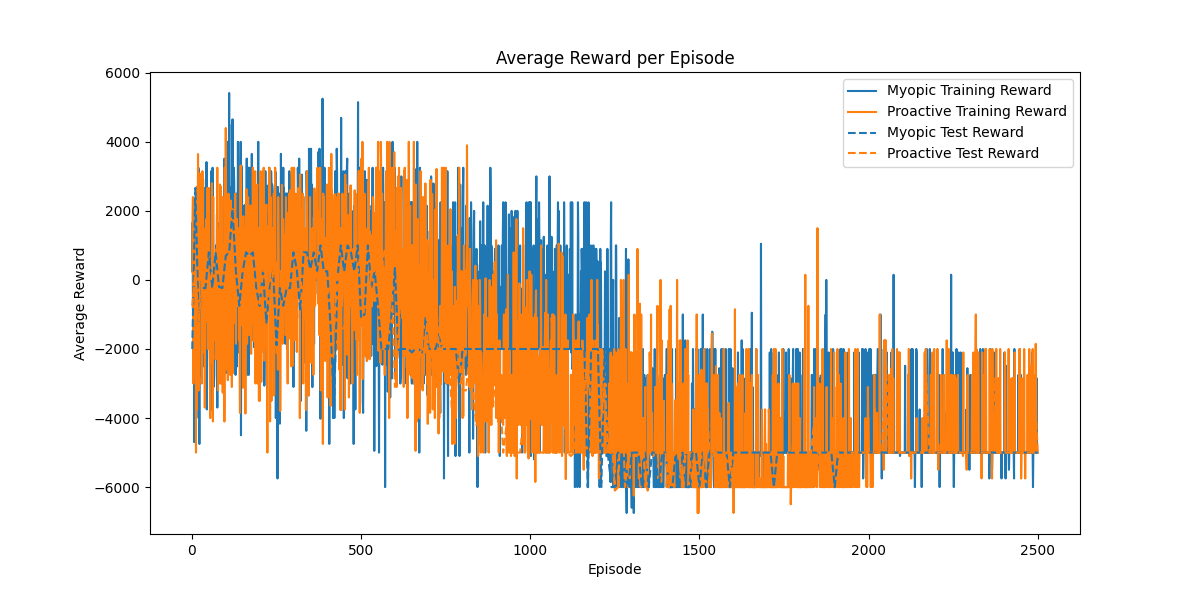 Average Reward per Episode
6000
4000
2000
0
−2000
−4000
−6000
Average Reward
Myopic Training Reward
Proactive Training Reward
Myopic Test Reward
Proactive Test Reward
0 500 1000 1500 2000 2500
Episode